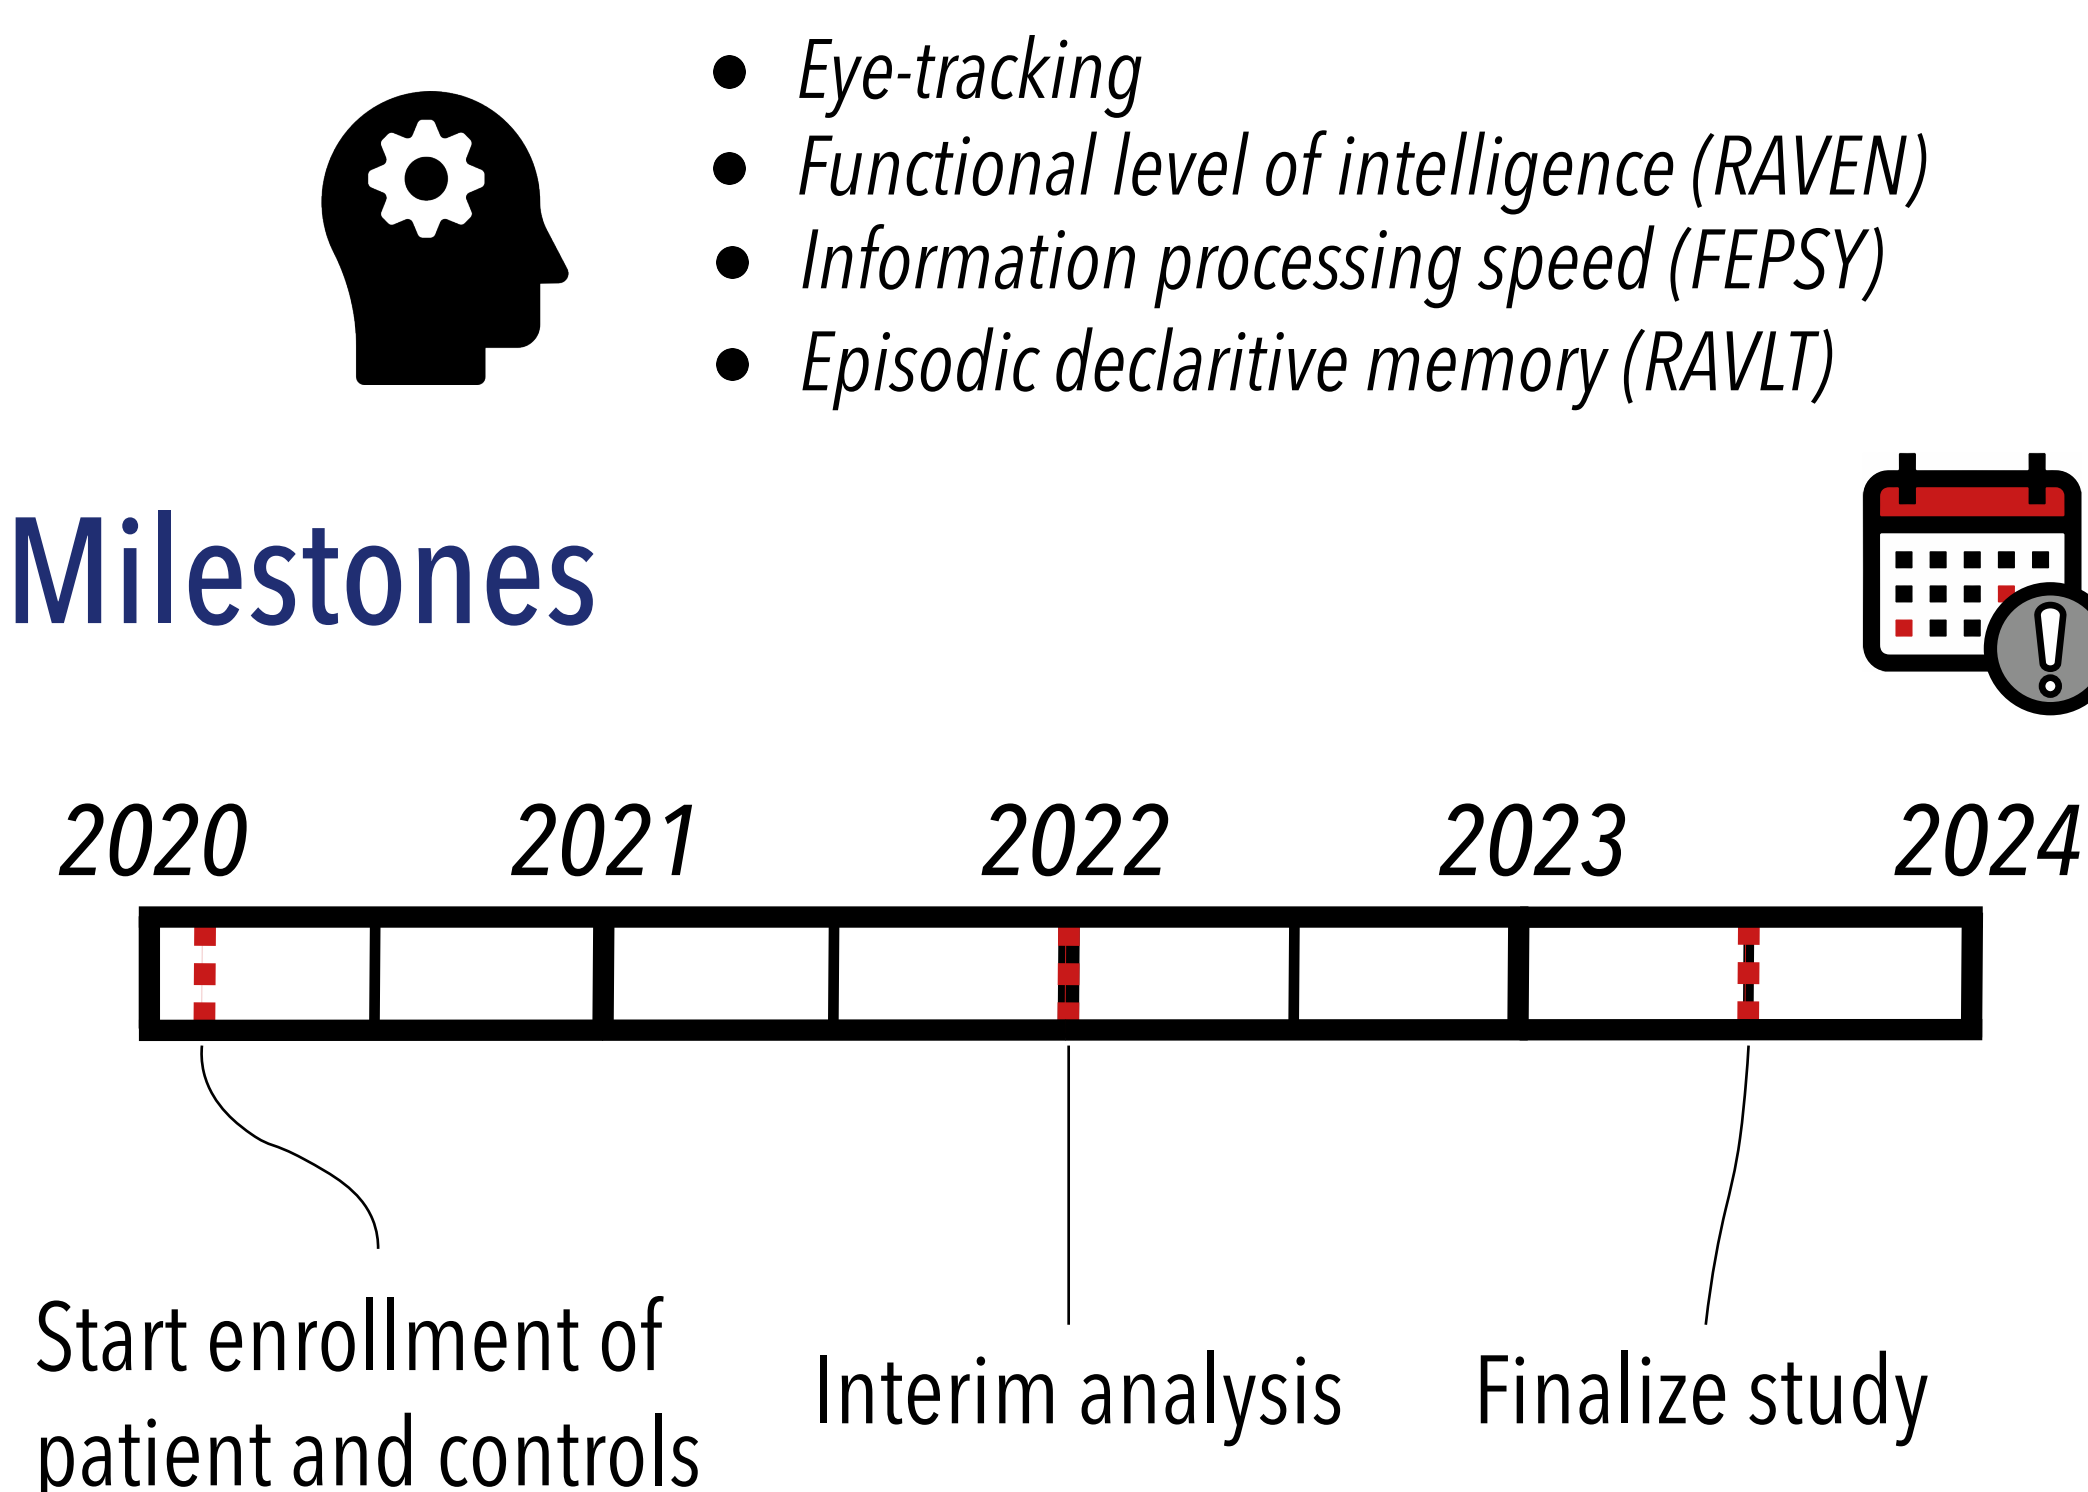 • Eye-tracking
• Functional level of intelligence (RAVEN)
• Information processing speed (FEPSY)
• Episodic declaritive memory (RAVLT)
Milestones
2020 2021 2022 2023 2024
Start enrollment of
patient and controls
Interim analysis
Finalize study